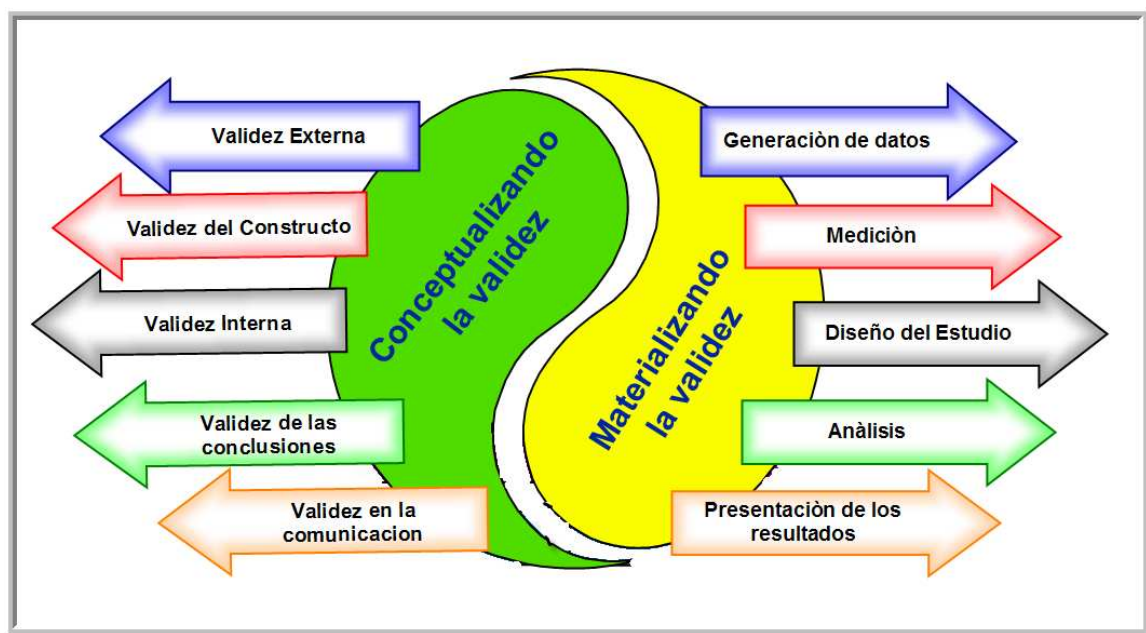 Validez Externa
Validez del Constructo
Validez Interna
Validez de las
conclusiones
Validez en la
comunicacion
Conceptualizando
la validez
Materializando
la validez
Generaciòn de datos
Mediciòn
Diseño del Estudio
Anàlisis
Presentaciòn de los
resultados